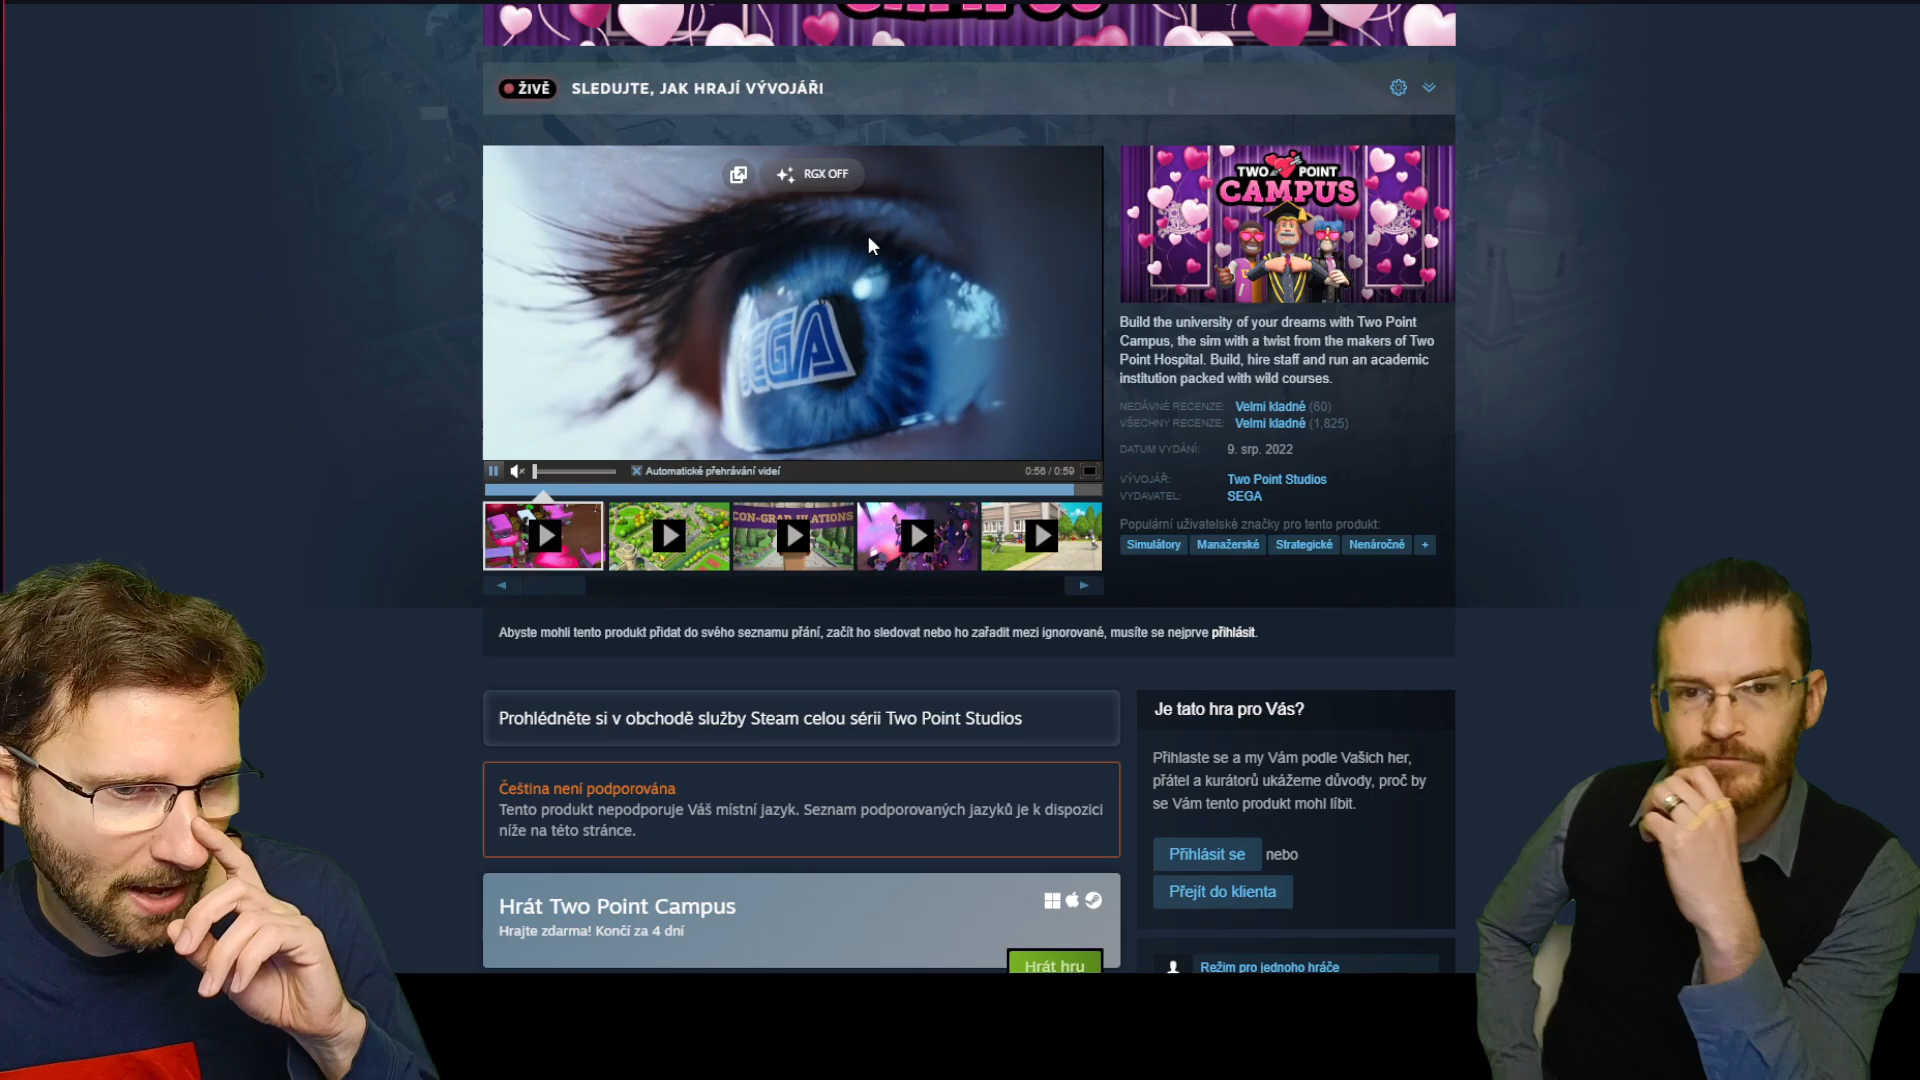 ŽIVĚ SLEDUJTE, JAK HRAJÍ VÝVOJÁŘI
RGX OFF
EGA
Automatické přehrávání videí
0:56 / 0:59
CON-GRAD
TWO POINT
CAMPUS
Build the university of your dreams with Two Point
Campus, the sim with a twist from the makers of Two
Point Hospital. Build, hire staff and run an academic
institution packed with wild courses.
NEDÁVNÉ RECENZE: Velmi kladné (60)
VŠECHNY RECENZE: Velmi kladné (1,825)
DATUM VYDÁNÍ: 9. srp. 2022
VÝVOJÁŘ: Two Point Studios
VYDAVATEL: SEGA
Populární uživatelské značky pro tento produkt:
Simulátory Manažerské Strategické Nenáročné +
Abyste mohli tento produkt přidat do svého seznamu přání, začít ho sledovat nebo ho zařadit mezi ignorované, musíte se nejprve přihlásit.
Prohlédněte si v obchodě služby Steam celou sérii Two Point Studios
Čeština není podporována
Tento produkt nepodporuje Váš místní jazyk. Seznam podporovaných jazyků je k dispozici
níže na této stránce.
Hrát Two Point Campus
Hrajte zdarma! Končí za 4 dní
Hrát hru
Je tato hra pro Vás?
Přihlaste se a my Vám podle Vašich her,
přátel a kurátorů ukážeme důvody, proč by
se Vám tento produkt mohl líbit.
Přihlásit se nebo
Přejít do klienta
Režim pro jednoho hráče